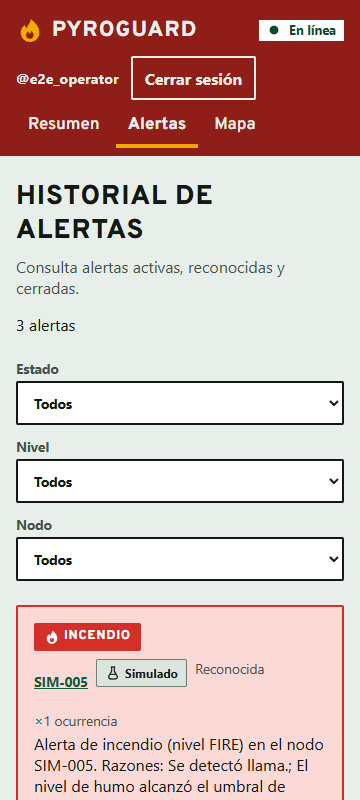 PYROGUARD
En línea
@e2e_operator
Cerrar sesión
Resumen Alertas Mapa
HISTORIAL DE
ALERTAS
Consulta alertas activas, reconocidas y
cerradas.
3 alertas
Estado
Todos
Nivel
Todos
Nodo
Todos
INCENDIO
SIM-005 Simulado Reconocida
×1 ocurrencia
Alerta de incendio (nivel FIRE) en el nodo
SIM-005. Razones: Se detectó llama.; El
nivel de humo alcanzó el umbral de